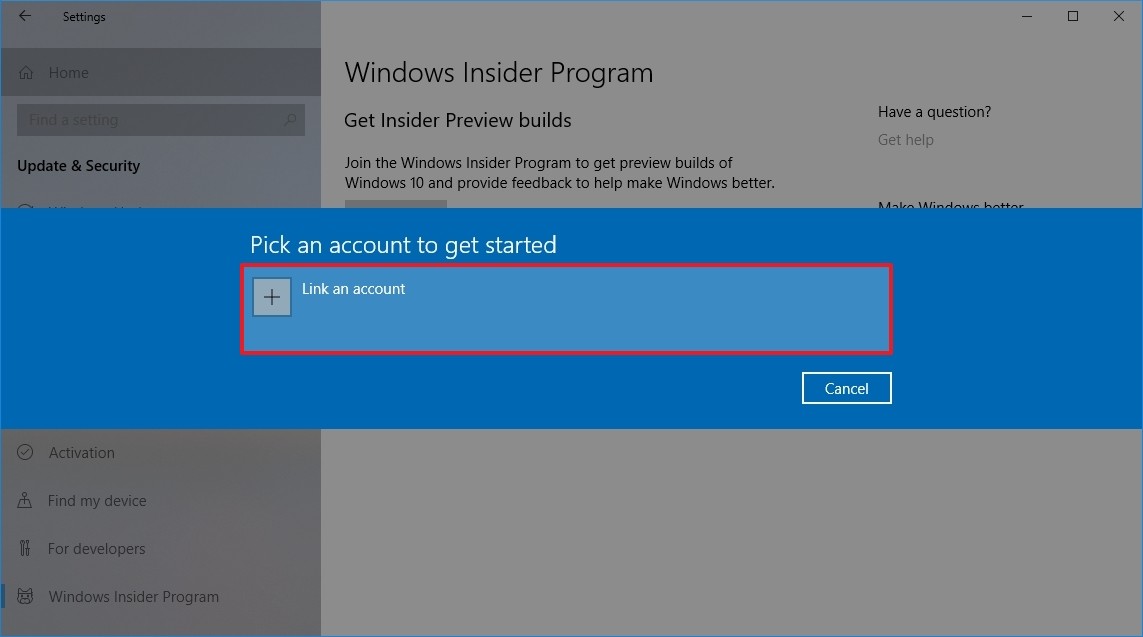 Settings
Home
Find a setting
Update & Security
Windows Insider Program
Get Insider Preview builds
Join the Windows Insider Program to get preview builds of
Windows 10 and provide feedback to help make Windows better.
Have a question?
Get help
Make Windows better
Pick an account to get started
Link an account
Cancel
Activation
Find my device
For developers
Windows Insider Program